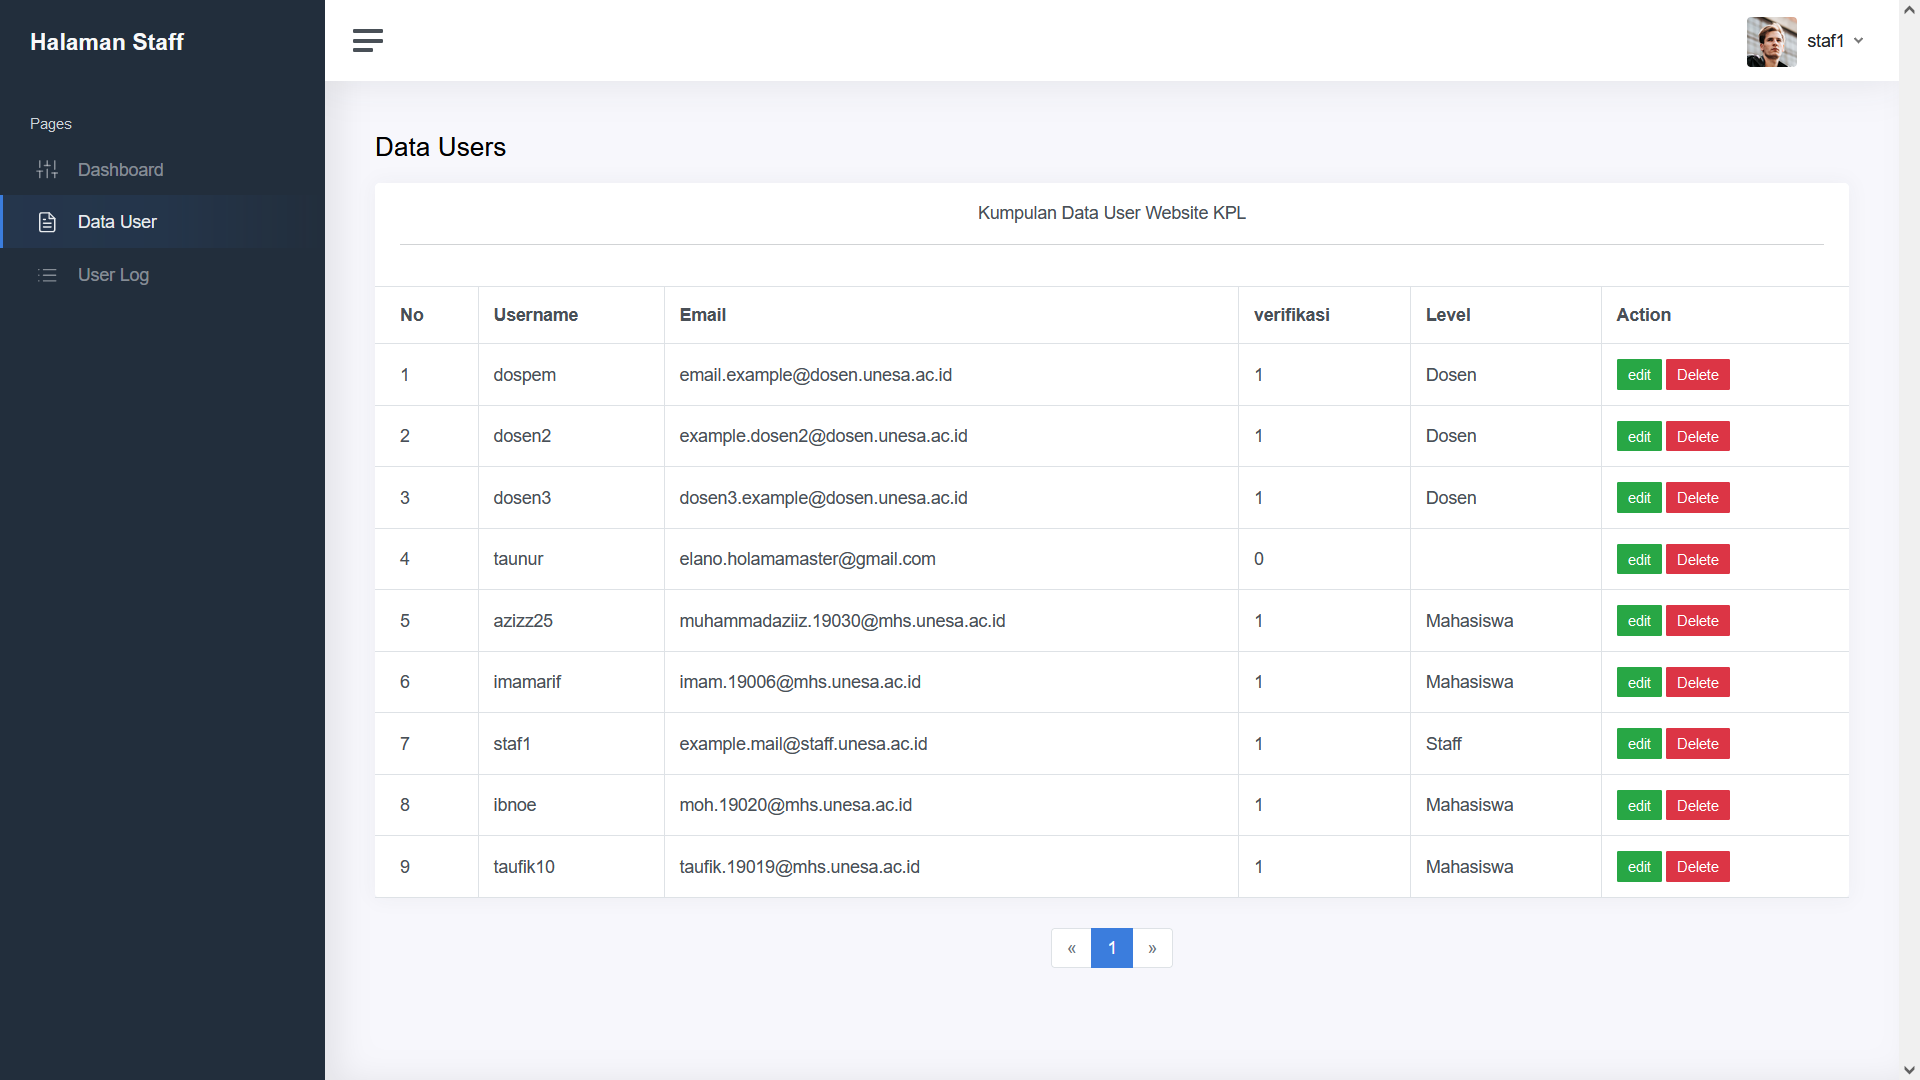 Halaman Staff
staf1
Pages
Dashboard
Data User
User Log
Data Users
Kumpulan Data User Website KPL
No Username Email verifikasi Level Action
1 dospem email.example@dosen.unesa.ac.id 1 Dosen edit Delete
2 dosen2 example.dosen2@dosen.unesa.ac.id 1 Dosen edit Delete
3 dosen3 dosen3.example@dosen.unesa.ac.id 1 Dosen edit Delete
4 taunur elano.holamamaster@gmail.com 0 edit Delete
5 azizz25 muhammadaziiz.19030@mhs.unesa.ac.id 1 Mahasiswa edit Delete
6 imamarif imam.19006@mhs.unesa.ac.id 1 Mahasiswa edit Delete
7 staf1 example.mail@staff.unesa.ac.id 1 Staff edit Delete
8 ibnoe moh.19020@mhs.unesa.ac.id 1 Mahasiswa edit Delete
9 taufik10 taufik.19019@mhs.unesa.ac.id 1 Mahasiswa edit Delete
« 1 »